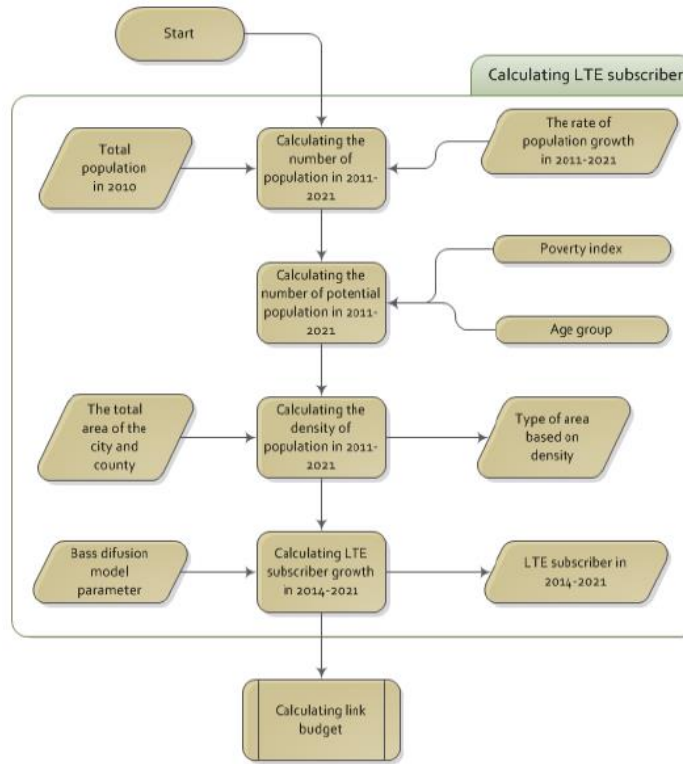 Start
Calculating LTE subscriber
Total
population
in 2010
Calculating the
number of
population in 2011-
2021
The rate of
population growth
in 2011-2021
Calculating the
number of potential
population in 2011-
2021
Poverty index
Age group
The total
area of the
city and
county
Calculating the
density of
population in 2011-
2021
Type of area
based on
density
Bass difusion
model
parameter
Calculating LTE
subscriber growth
in 2014-2021
LTE subscriber in
2014-2021
Calculating link
budget